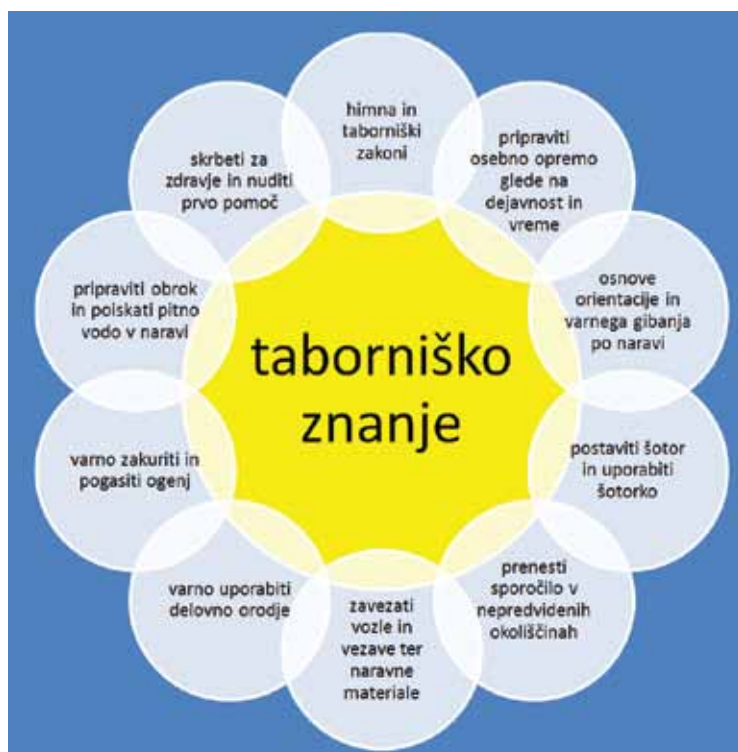 taborniško
znanje
himna in
taborniški
zakoni
pripraviti
osebno opremo
glede na
dejavnost in
vreme
osnove
orientacije in
varnega gibanja
po naravi
postaviti šotor
in uporabiti
šotorko
prenesti
sporočilo v
nepredvidenih
okoliščinah
zavezati
vozle in
vezave ter
naravne
materiale
varno uporabiti
delovno orodje
varno zakuriti in
pogasiti ogenj
pripraviti obrok
in poiskati pitno
vodo v naravi
skrbeti za
zdravje in nuditi
prvo pomoč